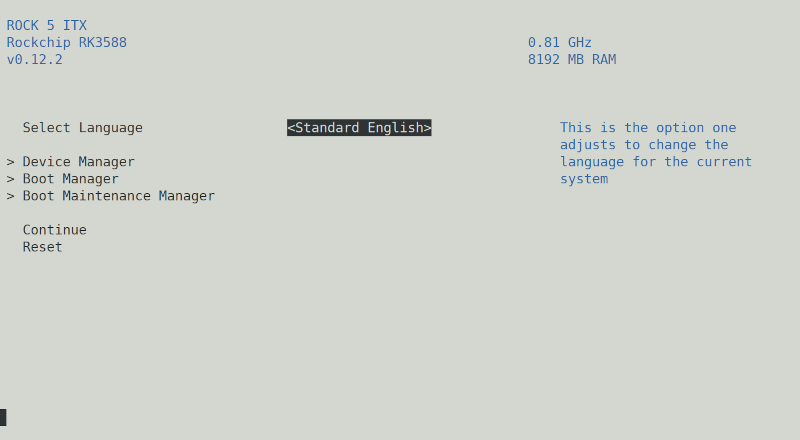 ROCK 5 ITX
Rockchip RK3588 0.81 GHz
v0.12.2 8192 MB RAM
Select Language <Standard English> This is the option one
adjusts to change the
> Device Manager language for the current
> Boot Manager system
> Boot Maintenance Manager
Continue
Reset